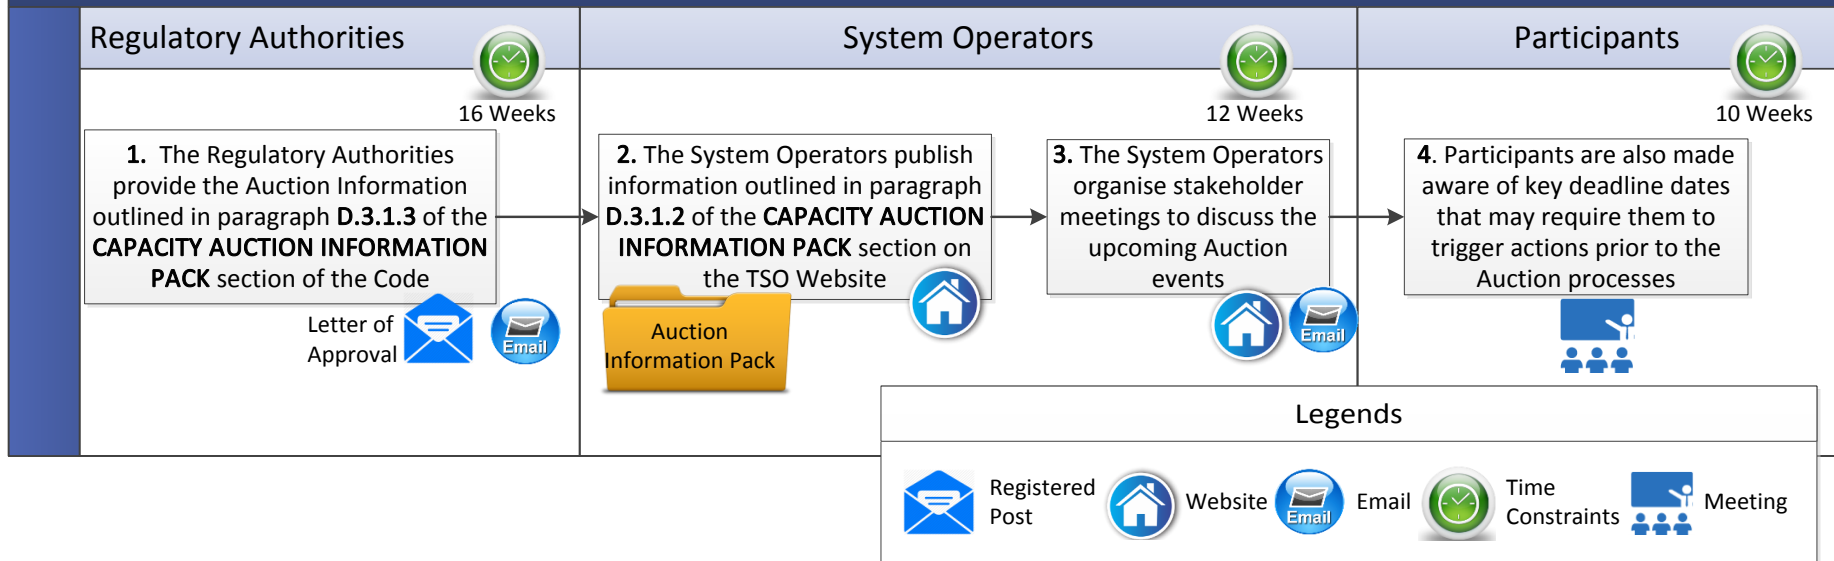 Regulatory Authorities
16 Weeks
System Operators
12 Weeks
Participants
10 Weeks
1. The Regulatory Authorities
provide the Auction Information
outlined in paragraph D.3.1.3 of the
CAPACITY AUCTION INFORMATION
PACK section of the Code
Letter of
Approval
Email
2. The System Operators publish
information outlined in paragraph
D.3.1.2 of the CAPACITY AUCTION
INFORMATION PACK section on
the TSO Website
Auction
Information Pack
3. The System Operators
organise stakeholder
meetings to discuss the
upcoming Auction
events
Email
4. Participants are also made
aware of key deadline dates
that may require them to
trigger actions prior to the
Auction processes
Legends
Registered
Post
Website
Email
Email
Time
Constraints
Meeting